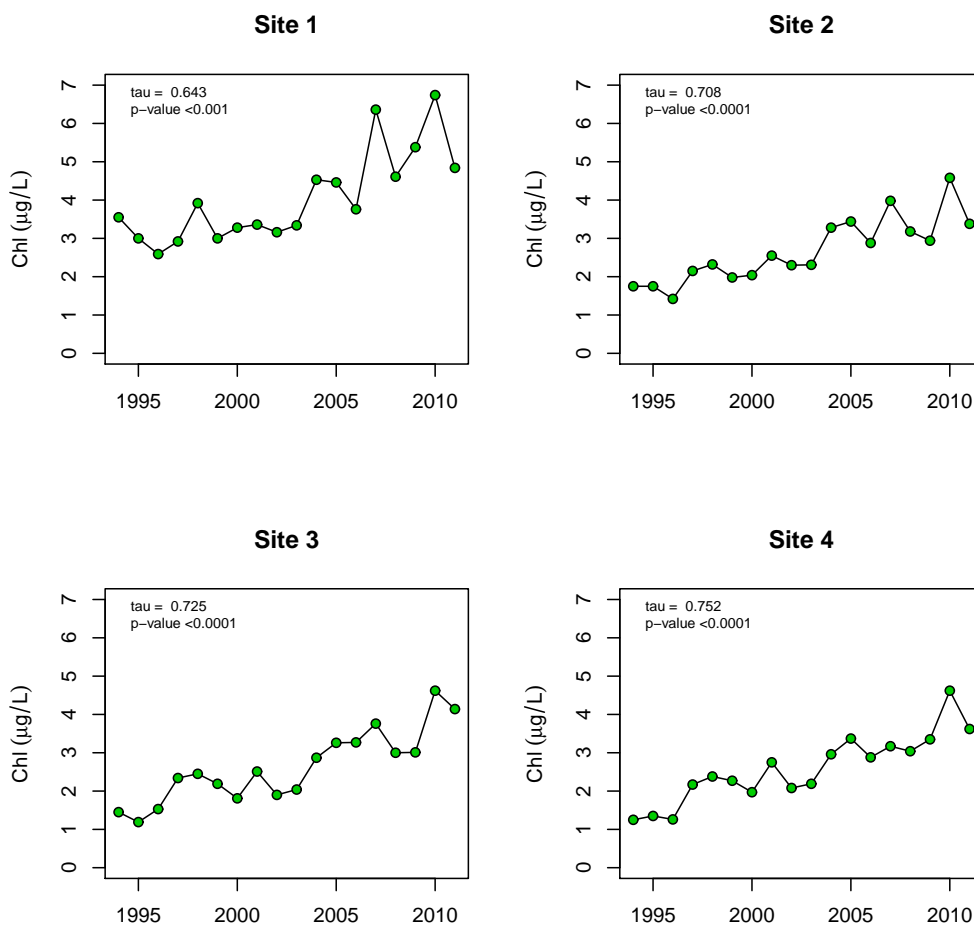 Site 1
tau = 0.643
p−value <0.001
Chl (μg/L)
7
6
5
4
3
2
1
0
1995 2000 2005 2010
Site 2
tau = 0.708
p−value <0.0001
Chl (μg/L)
7
6
5
4
3
2
1
0
1995 2000 2005 2010
Site 3
tau = 0.725
p−value <0.0001
Chl (μg/L)
7
6
5
4
3
2
1
0
1995 2000 2005 2010
Site 4
tau = 0.752
p−value <0.0001
Chl (μg/L)
7
6
5
4
3
2
1
0
1995 2000 2005 2010